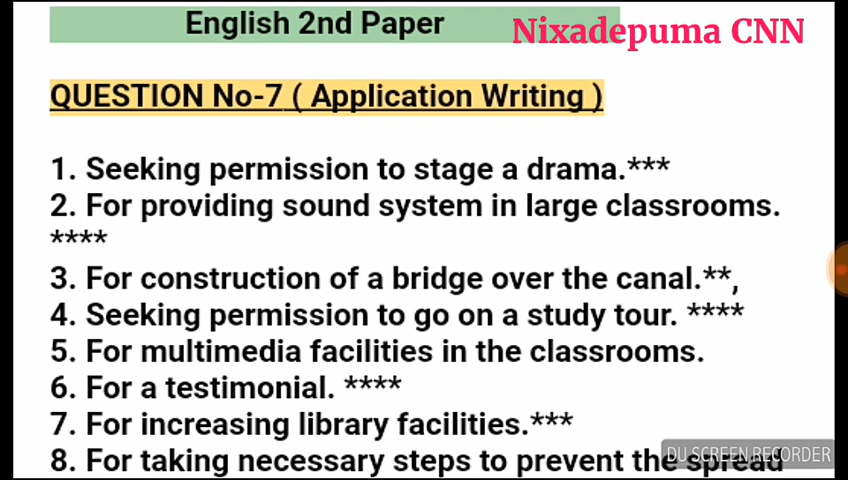 English 2nd Paper
Nixadepuma CNN
QUESTION No-7 ( Application Writing )
1. Seeking permission to stage a drama.***
2. For providing sound system in large classrooms.
****
3. For construction of a bridge over the canal.**,
4. Seeking permission to go on a study tour. ****
5. For multimedia facilities in the classrooms.
6. For a testimonial. ****
7. For increasing library facilities.***
8. For taking necessary steps to prevent the spread
DU SCREEN RECORDER